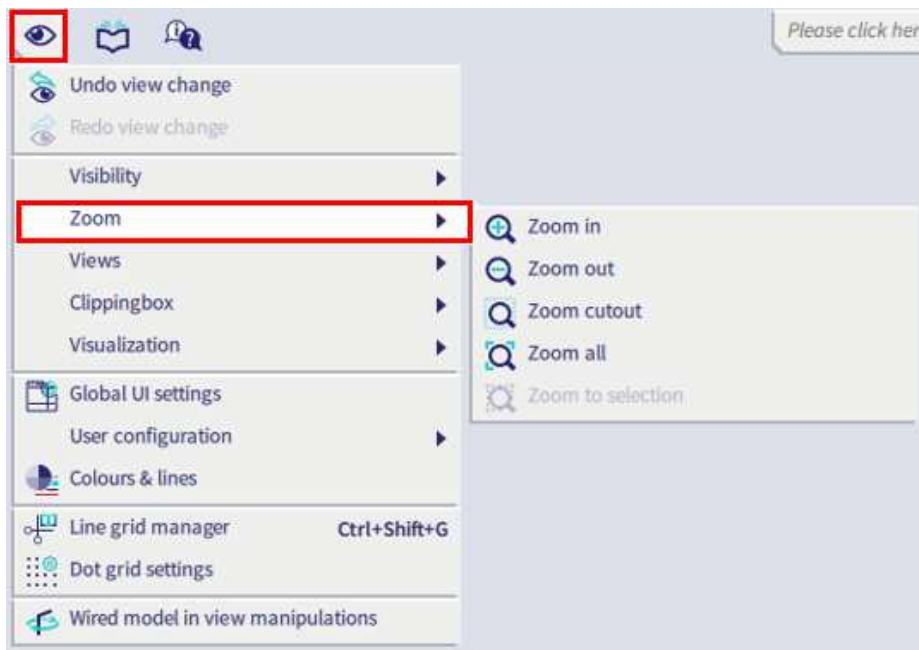 Please click her
Undo view change
Redo view change
Visibility
Zoom
Views
Clippingbox
Visualization
Global UI settings
User configuration
Colours & lines
Line grid manager Ctrl+Shift+G
Dot grid settings
Wired model in view manipulations
Zoom in
Zoom out
Zoom cutout
Zoom all
Zoom to selection